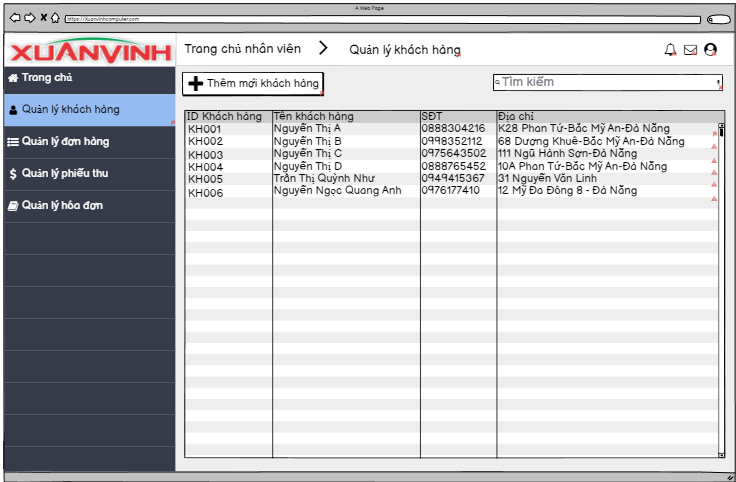 A Web Page
https://Xuanvinhcomputer.com
XUÂNVINH
Trang chủ nhân viên
Quản lý khách hàng
Trang chủ
Quản lý khách hàng
Quản lý đơn hàng
$ Quản lý phiếu thu
Quản lý hóa đơn
Thêm mới khách hàng
Tìm kiếm
ID Khách hàng Tên khách hàng SĐT Địa chỉ
KH001 Nguyễn Thị A 0888304216 K28 Phan Tứ-Bắc Mỹ An-Đà Nẵng
KH002 Nguyễn Thị B 0998352112 68 Dương Khuê-Bắc Mỹ An-Đà Nẵng
KH003 Nguyễn Thị C 0975643502 111 Ngũ Hành Sơn-Đà Nẵng
KH004 Nguyễn Thị D 0888765452 10A Phan Tứ-Bắc Mỹ An-Đà Nẵng
KH005 Trần Thị Quỳnh Như 0949415367 31 Nguyễn Văn Linh
KH006 Nguyễn Ngọc Quang Anh 0976177410 12 Mỹ Đa Đông 8 - Đà Nẵng